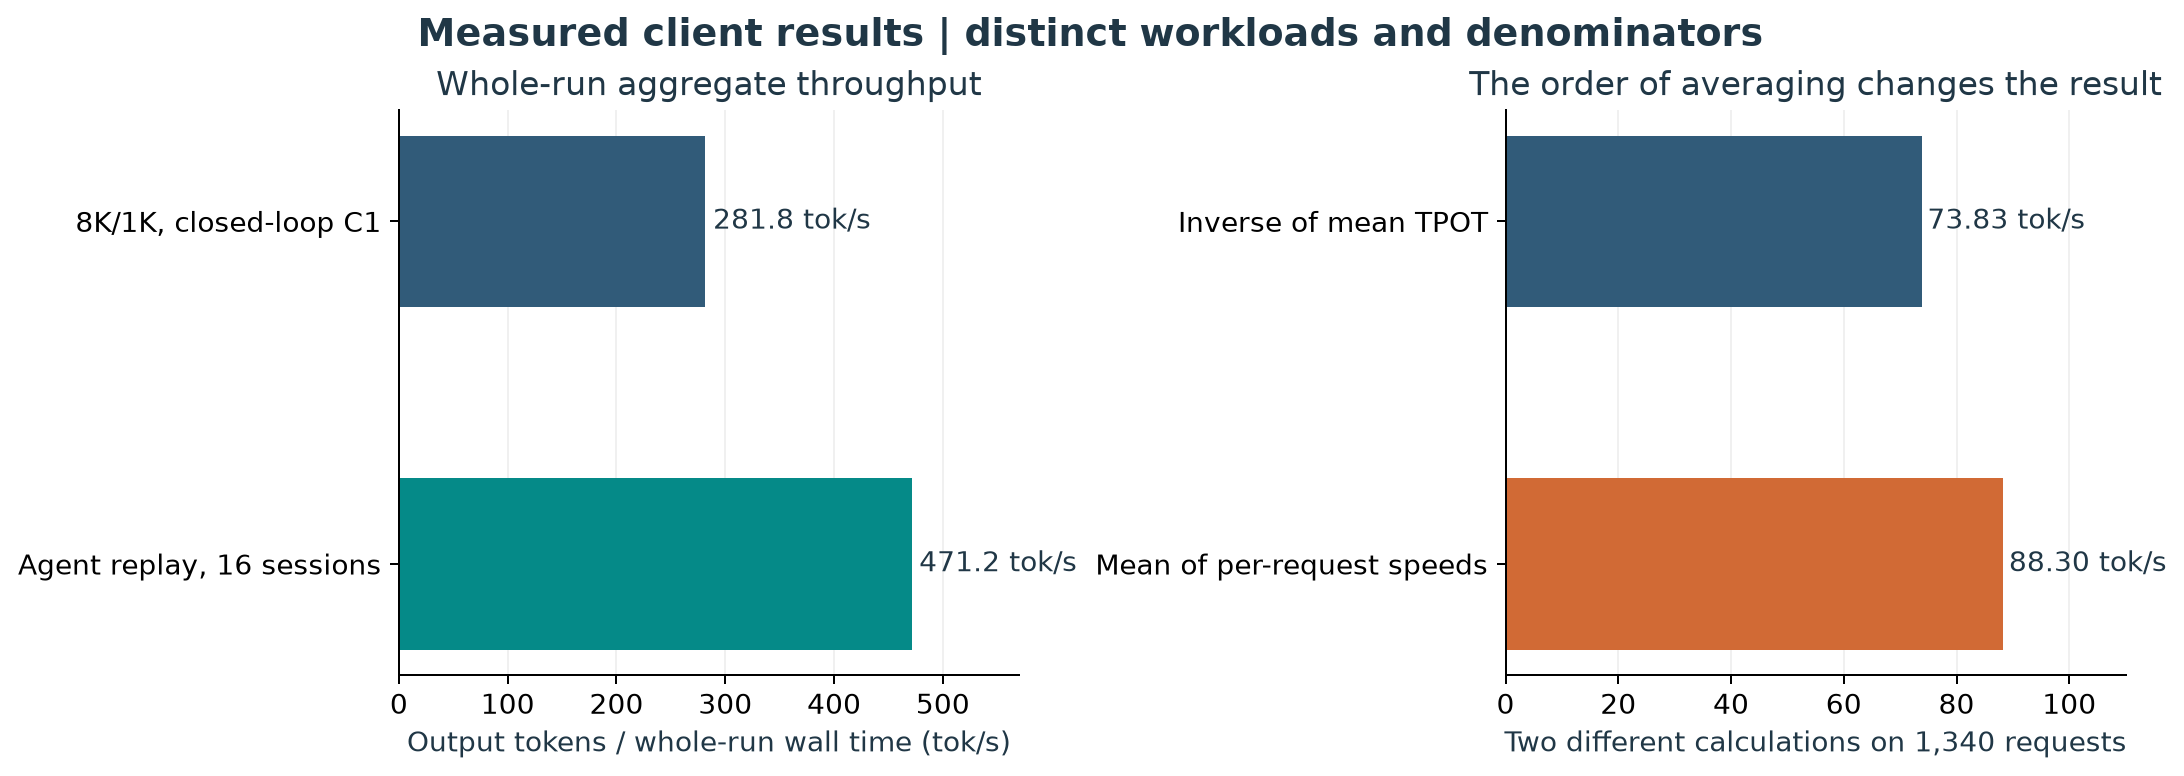 Measured client results | distinct workloads and denominators
Whole-run aggregate throughput
8K/1K, closed-loop C1
281.8 tok/s
Agent replay, 16 sessions
471.2 tok/s
0 100 200 300 400 500
Output tokens / whole-run wall time (tok/s)
The order of averaging changes the result
Inverse of mean TPOT
73.83 tok/s
Mean of per-request speeds
88.30 tok/s
0 20 40 60 80 100
Two different calculations on 1,340 requests